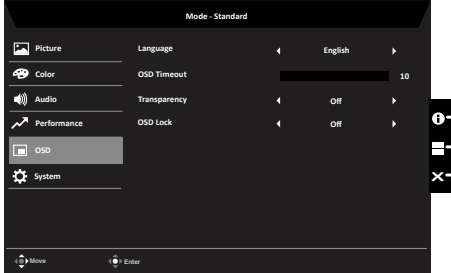 Mode - Standard
Picture
Language English
Color
OSD Timeout 10
Audio
Transparency Off
Performance
OSD Lock Off
OSD
System
Move Enter